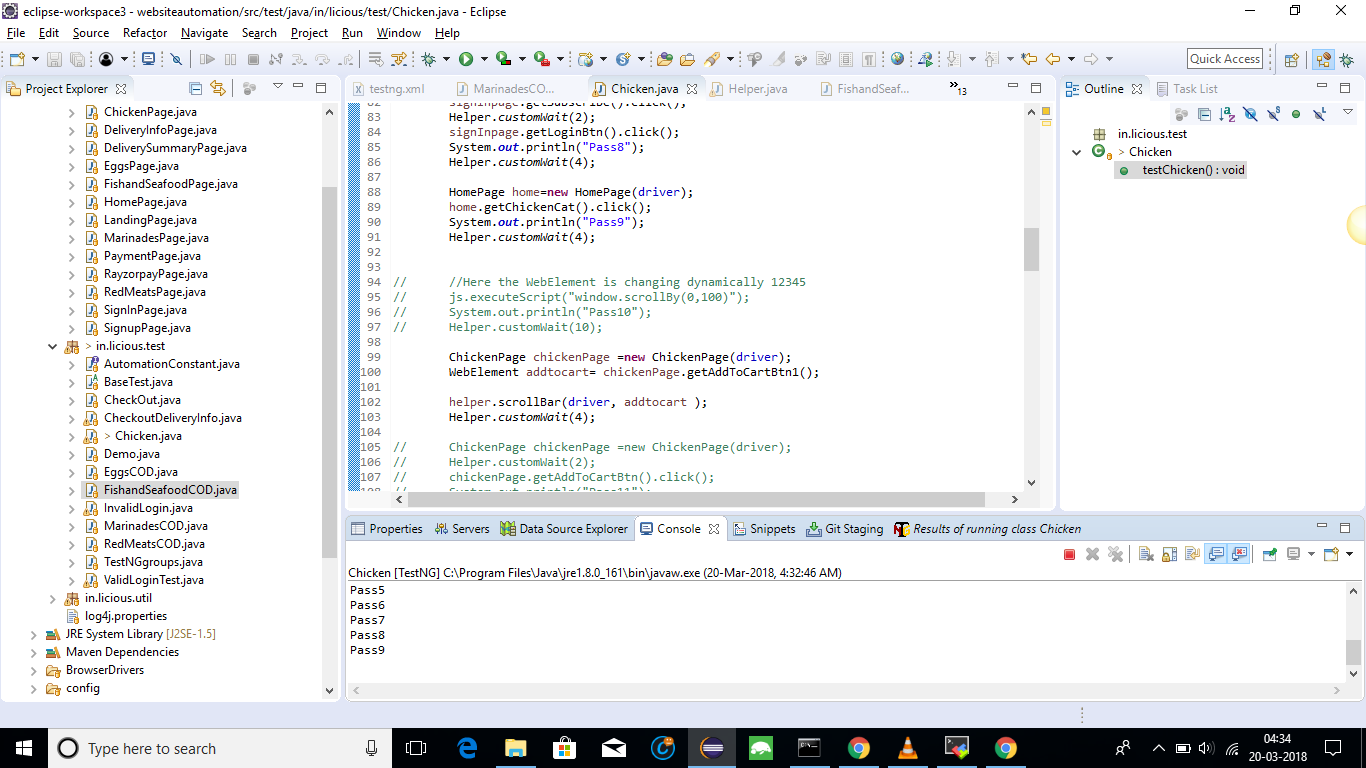 eclipse-workspace3 - websiteautomation/src/test/java/in/licious/test/Chicken.java - Eclipse
File Edit Source Refactor Navigate Search Project Run Window Help
Quick Access
Project Explorer
ChickenPage.java
DeliveryInfoPage.java
DeliverySummaryPage.java
EggsPage.java
FishandSeafoodPage.java
HomePage.java
LandingPage.java
MarinadesPage.java
PaymentPage.java
RayzorpayPage.java
RedMeatsPage.java
SignInPage.java
SignupPage.java
> in.licious.test
AutomationConstant.java
BaseTest.java
CheckOut.java
CheckoutDeliveryInfo.java
> Chicken.java
Demo.java
EggsCOD.java
FishandSeafoodCOD.java
InvalidLogin.java
MarinadesCOD.java
RedMeatsCOD.java
TestNGgroups.java
ValidLoginTest.java
in.licious.util
log4j.properties
JRE System Library [J2SE-1.5]
Maven Dependencies
BrowserDrivers
config
testng.xml MarinadesCO... Chicken.java Helper.java FishandSeaf... »13
82 signInpage.getSubscribe().click();
83 Helper.customWait(2);
84 signInpage.getLoginBtn().click();
85 System.out.println("Pass8");
86 Helper.customWait(4);
87
88 HomePage home=new HomePage(driver);
89 home.getChickenCat().click();
90 System.out.println("Pass9");
91 Helper.customWait(4);
92
93
94 // //Here the WebElement is changing dynamically 12345
95 // js.executeScript("window.scrollBy(0,100)");
96 // System.out.println("Pass10");
97 // Helper.customWait(10);
98
99 ChickenPage chickenPage =new ChickenPage(driver);
100 WebElement addtocart= chickenPage.getAddToCartBtn1();
101
102 helper.scrollBar(driver, addtocart );
103 Helper.customWait(4);
104
105 // ChickenPage chickenPage =new ChickenPage(driver);
106 // Helper.customWait(2);
107 // chickenPage.getAddToCartBtn().click();
108 // System.out.println("Pass11");
Outline Task List
in.licious.test
> Chicken
testChicken() : void
Properties Servers Data Source Explorer Console Snippets Git Staging Results of running class Chicken
Chicken [TestNG] C:\Program Files\Java\jre1.8.0_161\bin\javaw.exe (20-Mar-2018, 4:32:46 AM)
Pass5
Pass6
Pass7
Pass8
Pass9
Type here to search
04:34
20-03-2018